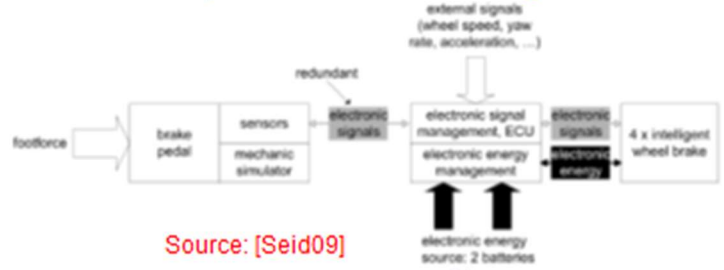 external signals
(wheel speed, yaw
rate, acceleration, ...)
redundant
footforce
brake
pedal
sensors
mechanic
simulator
electronic
signals
electronic signal
management, ECU
electronic energy
management
electronic
signals
electronic
energy
4 x intelligent
wheel brake
electronic energy
source: 2 batteries
Source: [Seid09]